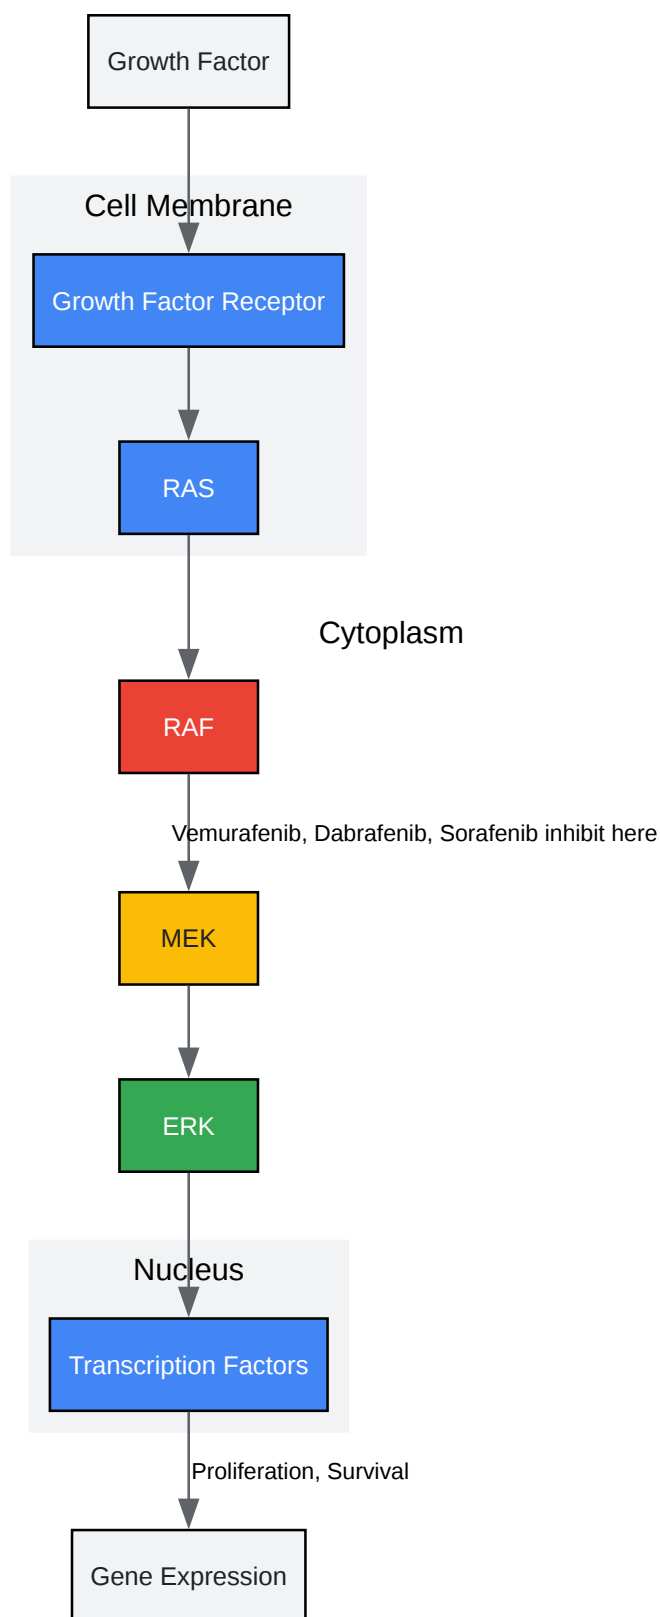 Growth Factor
Cell Membrane
Growth Factor Receptor
RAS
Cytoplasm
RAF
Vemurafenib, Dabrafenib, Sorafenib inhibit here
MEK
ERK
Nucleus
Transcription Factors
Proliferation, Survival
Gene Expression